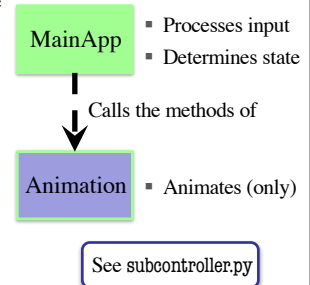 MainApp
▪ Processes input
▪ Determines state
Calls the methods of
Animation
▪ Animates (only)
See subcontroller.py